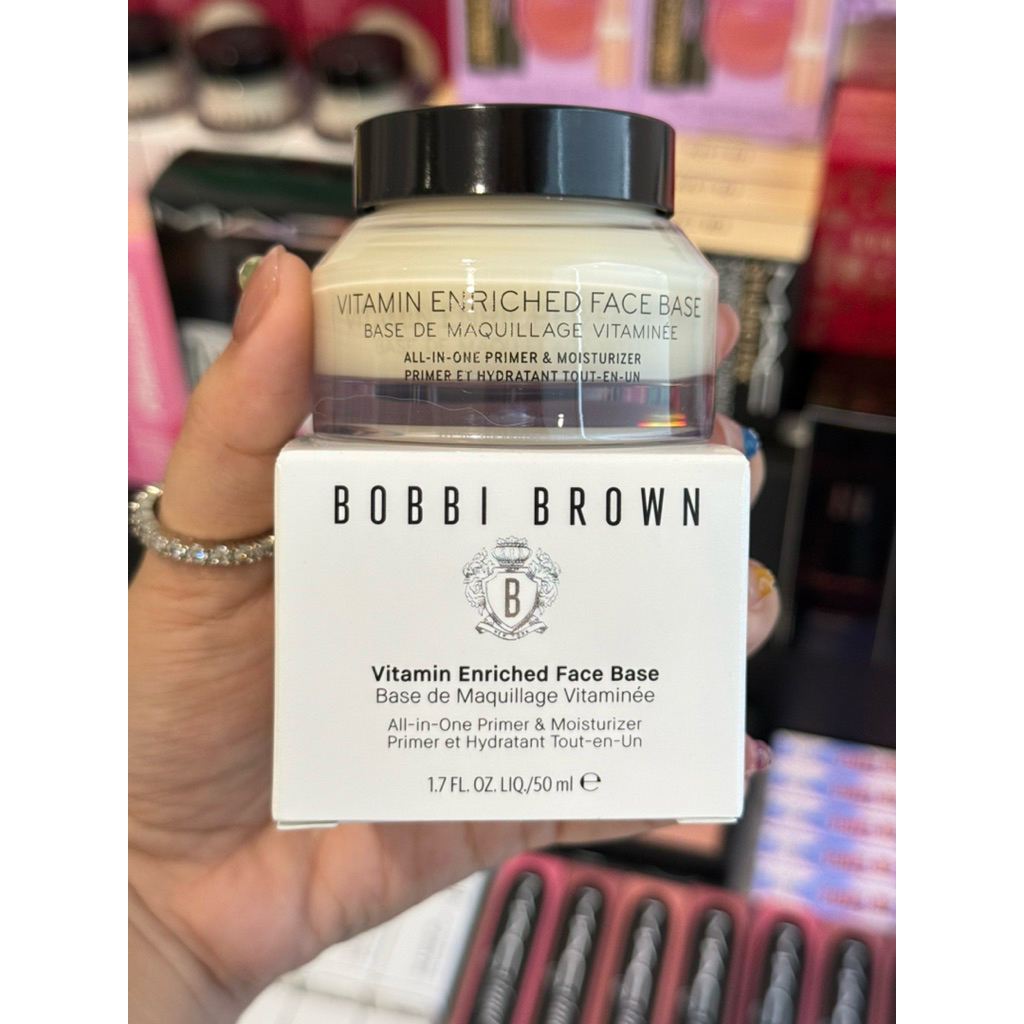 VITAMIN ENRICHED FACE BASE
BASE DE MAQUILLAGE VITAMINÉE
ALL-IN-ONE PRIMER & MOISTURIZER
PRIMER ET HYDRATANT TOUT-EN-UN
BOBBI BROWN
B
NEW YORK
Vitamin Enriched Face Base
Base de Maquillage Vitaminée
All-in-One Primer & Moisturizer
Primer et Hydratant Tout-en-Un
1.7 FL. OZ. LIQ./50 ml ℮